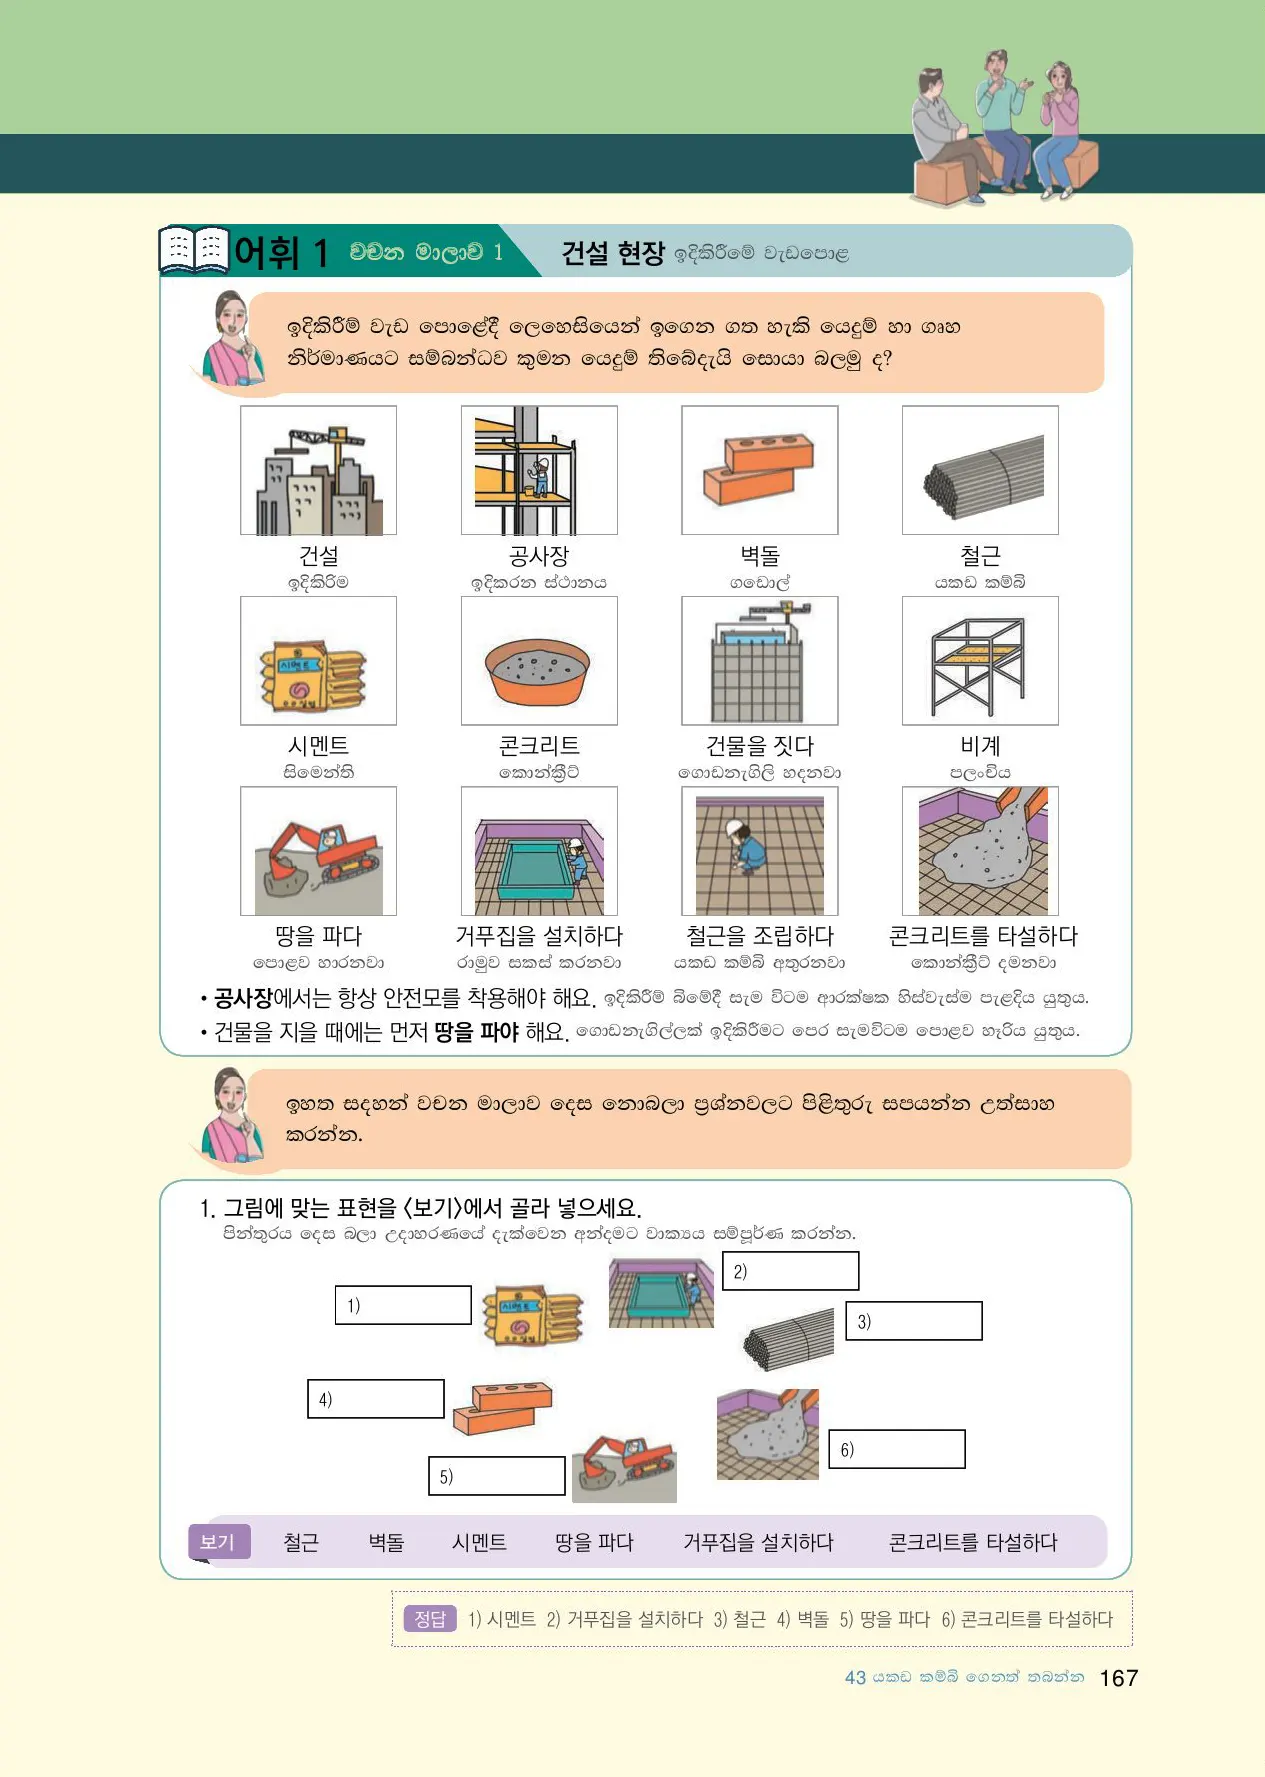 어휘 1 වචන මාලාව 1 건설 현장 ඉදිකිරීමේ වැඩපොළ
ඉදිකිරීම් වැඩ පොළේදී ලෙහෙසියෙන් ඉගෙන ගත හැකි යෙදුම් හා ගෘහ
නිර්මාණයට සම්බන්ධව කුමන යෙදුම් තිබේදැයි සොයා බලමු ද?
건설 공사장 벽돌 철근
ඉදිකිරිම ඉදිකරන ස්ථානය ගඩොල් යකඩ කම්බි
시멘트
시멘트 콘크리트 건물을 짓다 비계
සිමෙන්ති කොන්ක්‍රීට් ගොඩනැගිලි හදනවා පලංචිය
땅을 파다 거푸집을 설치하다 철근을 조립하다 콘크리트를 타설하다
පොළව හාරනවා රාමුව සකස් කරනවා යකඩ කම්බි අතුරනවා කොන්ක්‍රීට් දමනවා
• 공사장에서는 항상 안전모를 착용해야 해요. ඉදිකිරීම් බිමේදී සැම විටම ආරක්ෂක හිස්වැස්ම පැළදිය යුතුය.
• 건물을 지을 때에는 먼저 땅을 파야 해요. ගොඩනැගිල්ලක් ඉදිකිරීමට පෙර සැමවිටම පොළව හෑරිය යුතුය.
ඉහත සදහන් වචන මාලාව දෙස නොබලා ප්‍රශ්නවලට පිළිතුරු සපයන්න උත්සාහ
කරන්න.
1. 그림에 맞는 표현을 〈보기〉에서 골라 넣으세요.
පින්තුරය දෙස බලා උදාහරණයේ දැක්වෙන අන්දමට වාක්‍යය සම්පූර්ණ කරන්න.
2)
1)
시멘트
3)
4)
6)
5)
보기 철근 벽돌 시멘트 땅을 파다 거푸집을 설치하다 콘크리트를 타설하다
정답 1) 시멘트 2) 거푸집을 설치하다 3) 철근 4) 벽돌 5) 땅을 파다 6) 콘크리트를 타설하다
43 යකඩ කම්බි ගෙනත් තබන්න 167